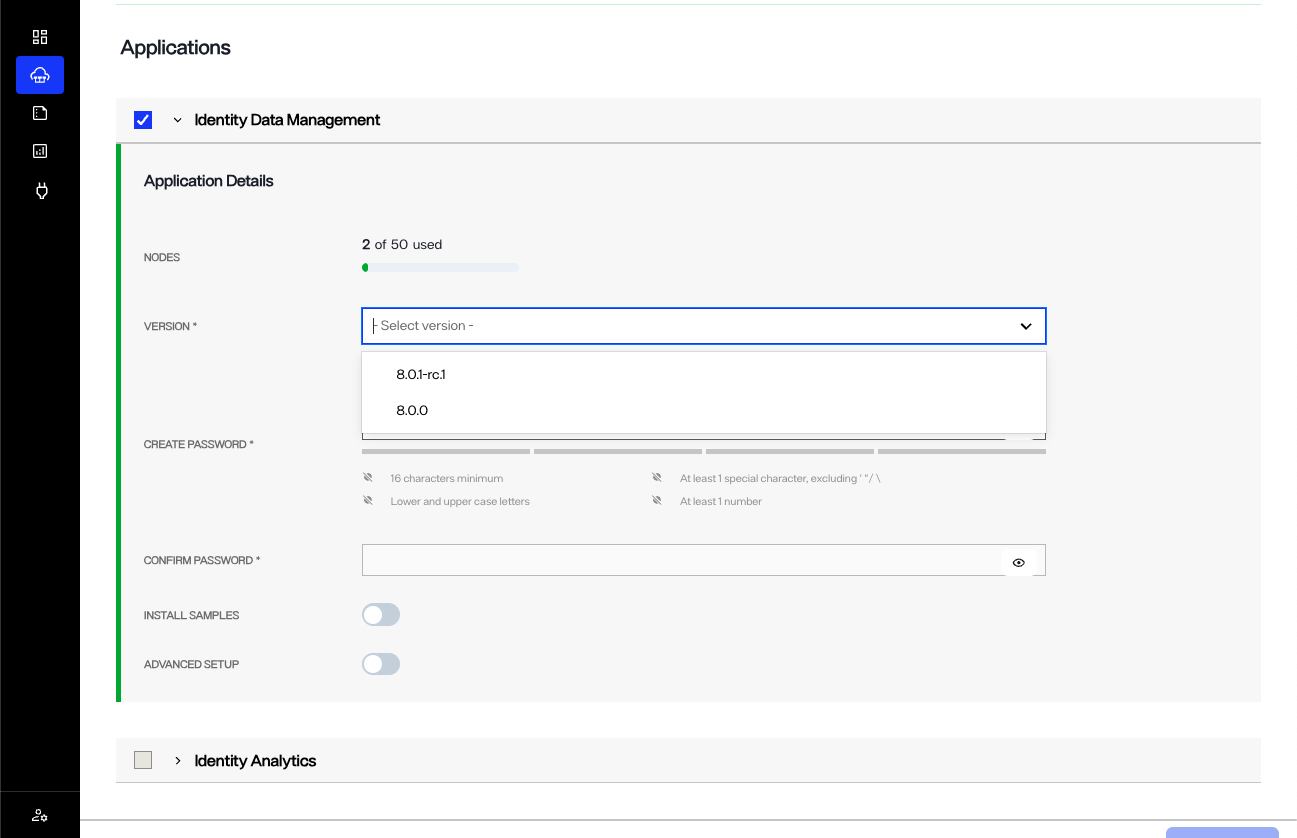 Applications
Identity Data Management
Application Details
NODES
2 of 50 used
VERSION *
- Select version -
8.0.1-rc.1
8.0.0
CREATE PASSWORD *
16 characters minimum
At least 1 special character, excluding ' " / \
Lower and upper case letters
At least 1 number
CONFIRM PASSWORD *
INSTALL SAMPLES
ADVANCED SETUP
Identity Analytics